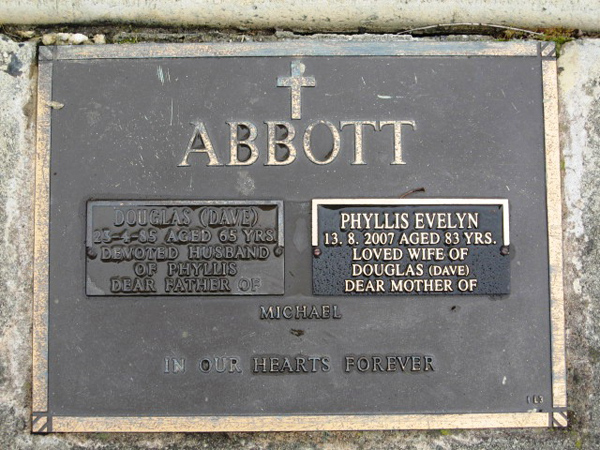 ABBOTT
DOUGLAS (DAVE)
23-4-85 AGED 65 YRS
DEVOTED HUSBAND
OF PHYLLIS
DEAR FATHER OF
PHYLLIS EVELYN
13. 8. 2007 AGED 83 YRS.
LOVED WIFE OF
DOUGLAS (DAVE)
DEAR MOTHER OF
MICHAEL
IN OUR HEARTS FOREVER